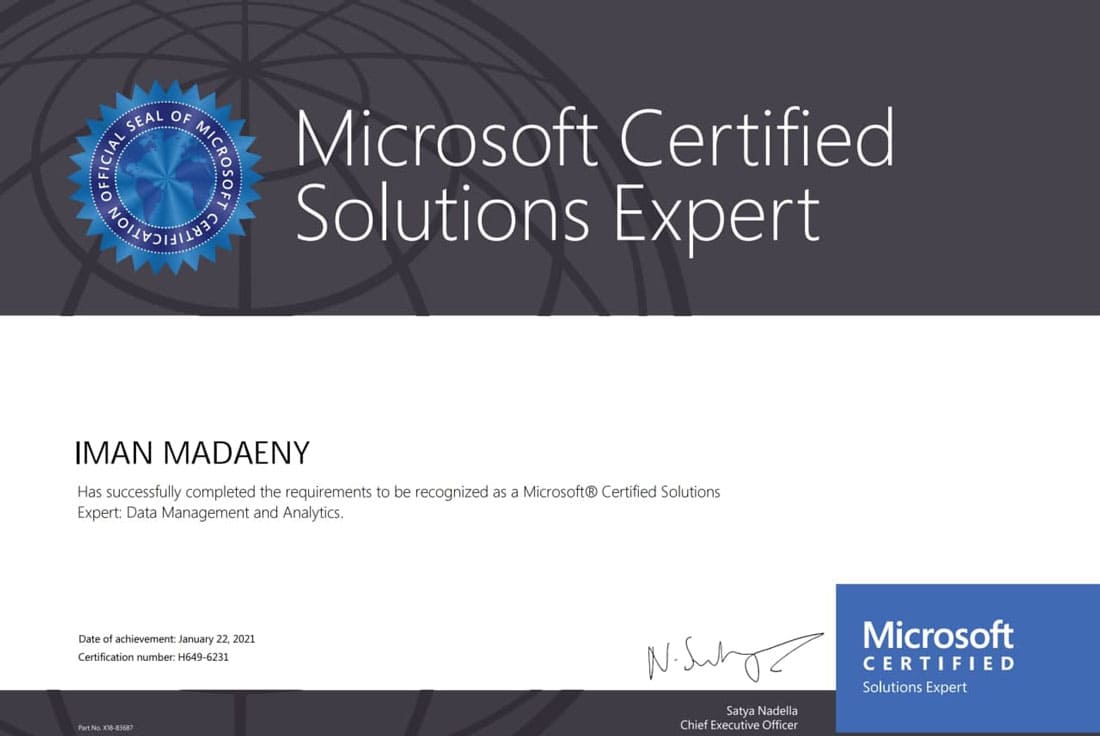 OFFICIAL SEAL OF MICROSOFT CERTIFICATION
Microsoft Certified
Solutions Expert
IMAN MADAENY
Has successfully completed the requirements to be recognized as a Microsoft® Certified Solutions
Expert: Data Management and Analytics.
Date of achievement: January 22, 2021
Certification number: H649-6231
N. Satya
Microsoft
CERTIFIED
Solutions Expert
Satya Nadella
Chief Executive Officer
Part No. X18-83687